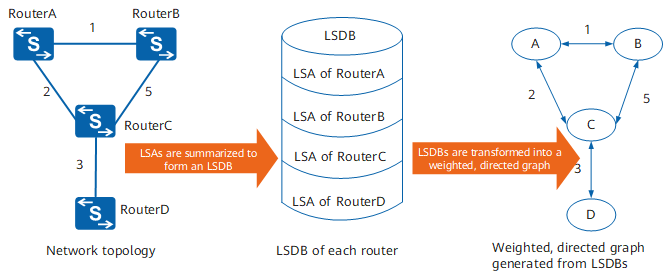 RouterA
RouterB
1
2
5
RouterC
3
RouterD
Network topology
LSAs are summarized to
form an LSDB
LSDB
LSA of RouterA
LSA of RouterB
LSA of RouterC
LSA of RouterD
LSDB of each router
LSDBs are transformed into a
weighted, directed graph
A
1
B
2
5
C
3
D
Weighted, directed graph
generated from LSDBs